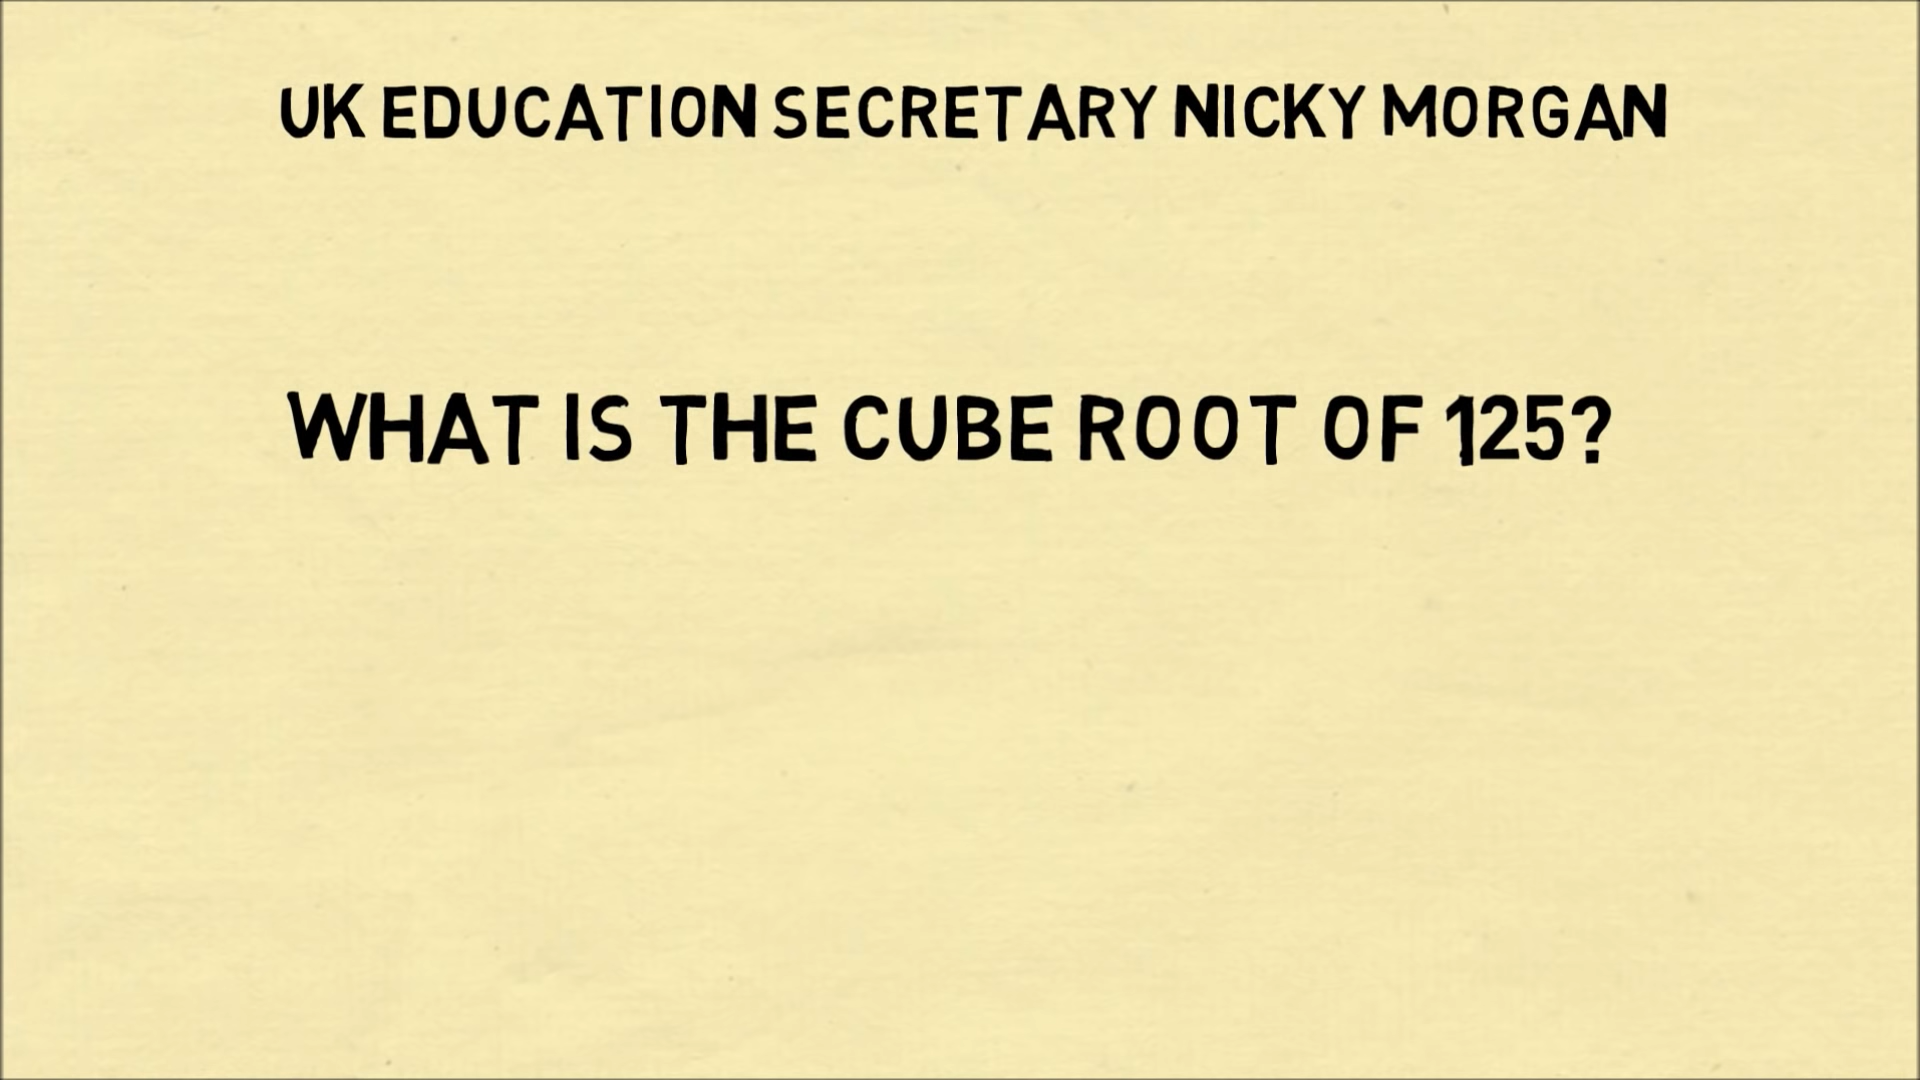 UK EDUCATION SECRETARY NICKY MORGAN
WHAT IS THE CUBE ROOT OF 125?